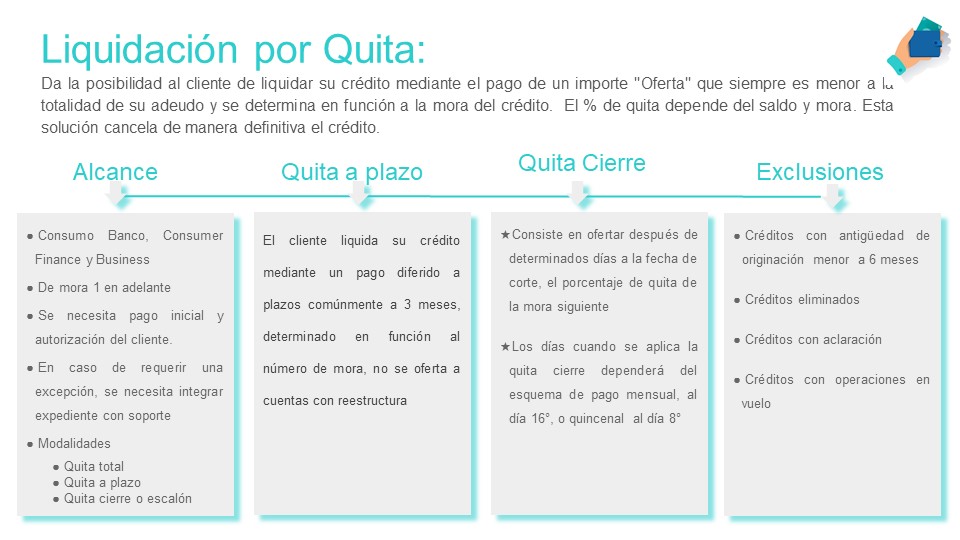 Liquidación por Quita:
Da la posibilidad al cliente de liquidar su crédito mediante el pago de un importe "Oferta" que siempre es menor a la
totalidad de su adeudo y se determina en función a la mora del crédito.  El % de quita depende del saldo y mora. Esta
solución cancela de manera definitiva el crédito.
Alcance
● Consumo Banco, Consumer
Finance y Business
● De mora 1 en adelante
● Se necesita pago inicial y
autorización del cliente.
● En caso de requerir una
excepción, se necesita integrar
expediente con soporte
● Modalidades
● Quita total
● Quita a plazo
● Quita cierre o escalón
Quita a plazo
El cliente liquida su crédito
mediante un pago diferido a
plazos comúnmente a 3 meses,
determinado en función al
número de mora, no se oferta a
cuentas con reestructura
Quita Cierre
★Consiste en ofertar después de
determinados días a la fecha de
corte, el porcentaje de quita de
la mora siguiente
★Los días cuando se aplica la
quita cierre dependerá del
esquema de pago mensual, al
día 16°, o quincenal  al día 8°
Exclusiones
● Créditos con antigüedad de
originación menor a 6 meses
● Créditos eliminados
● Créditos con aclaración
● Créditos con operaciones en
vuelo